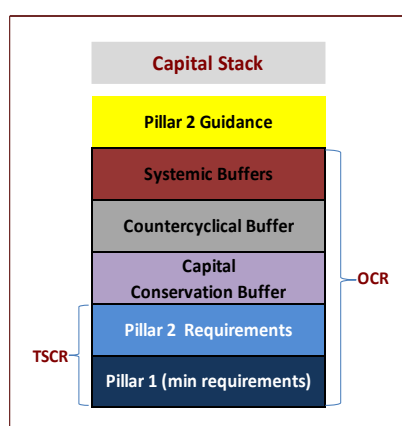 Capital Stack
Pillar 2 Guidance
Systemic Buffers
Countercyclical Buffer
Capital
Conservation Buffer
OCR
Pillar 2 Requirements
TSCR
Pillar 1 (min requirements)